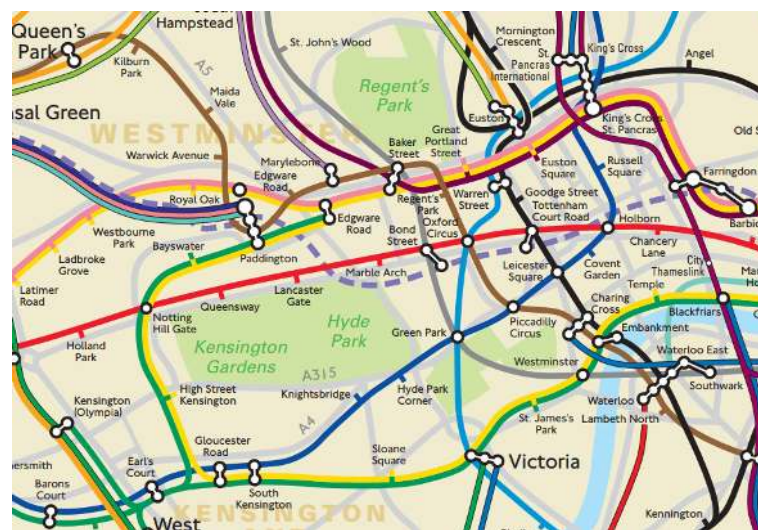 Queen's
Park
Hampstead
St. John's Wood
Mornington
Crescent
St.
Pancras
International
King's Cross
Angel
Kilburn
Park
A5
Regent's
Park
Maida
Vale
Euston
sal Green
WESTMINSTER
King's Cross
St. Pancras
Old S
Warwick Avenue
Marylebone
Baker
Street
Great
Portland
Street
Euston
Square
Russell
Square
Farringdon
Edgware
Road
Royal Oak
Regent's
Park
Warren
Street
Goodge Street
Tottenham
Court Road
Holborn
Barbic
Westbourne
Park
Bayswater
Edgware
Road
Oxford
Circus
Bond
Street
Ladbroke
Grove
Paddington
Marble Arch
Leicester
Square
Covent
Garden
Chancery
Lane
City
Thameslink
Latimer
Road
Lancaster
Gate
Queensway
Temple
Charing
Cross
Blackfriars
Notting
Hill Gate
Holland
Park
Hyde
Park
Kensington
Gardens
Green Park
Piccadilly
Circus
Embankment
Waterloo East
Westminster
Southwark
A315
High Street
Kensington
Knightsbridge
Hyde Park
Corner
Waterloo
Lambeth North
Kensington
(Olympia)
A4
St. James's
Park
Gloucester
Road
Sloane
Square
ersmith
Earl's
Court
Barons
Court
Victoria
South
Kensington
KENSINGTON
West
Kennington